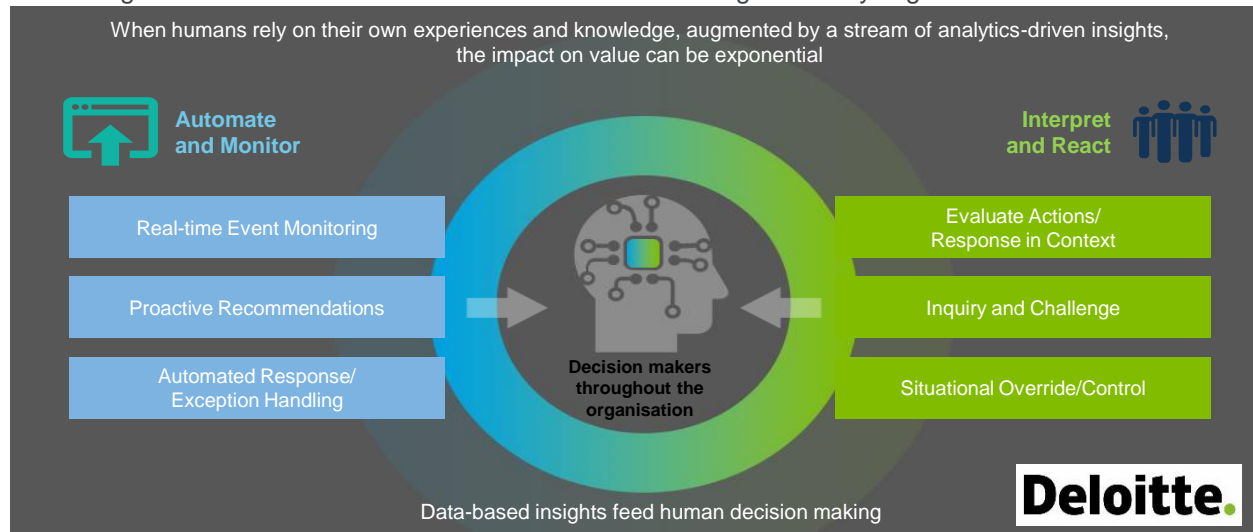 When humans rely on their own experiences and knowledge, augmented by a stream of analytics-driven insights,
the impact on value can be exponential
Automate
and Monitor
Interpret
and React
Real-time Event Monitoring
Proactive Recommendations
Automated Response/
Exception Handling
Decision makers
throughout the
organisation
Evaluate Actions/
Response in Context
Inquiry and Challenge
Situational Override/Control
Data-based insights feed human decision making
Deloitte.